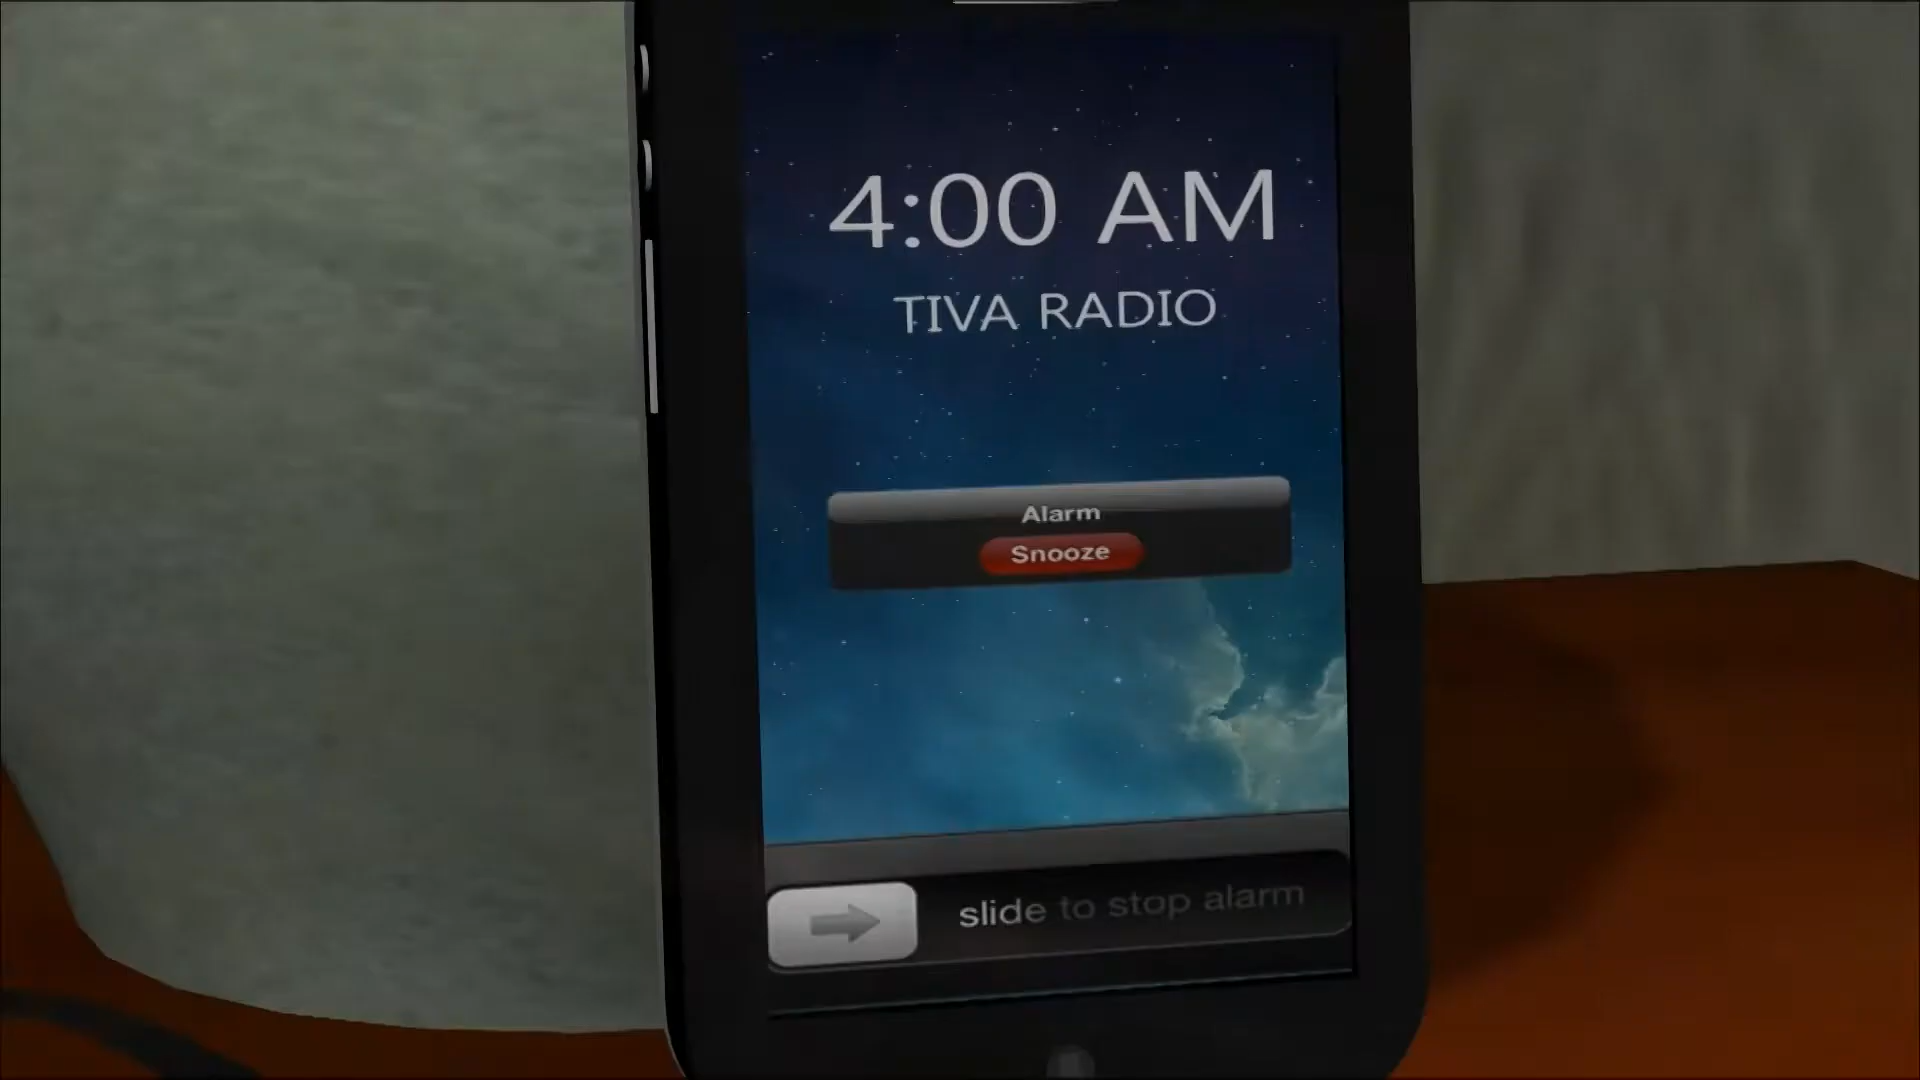 4:00 AM
TIVA RADIO
Alarm
Snooze
slide to stop alarm